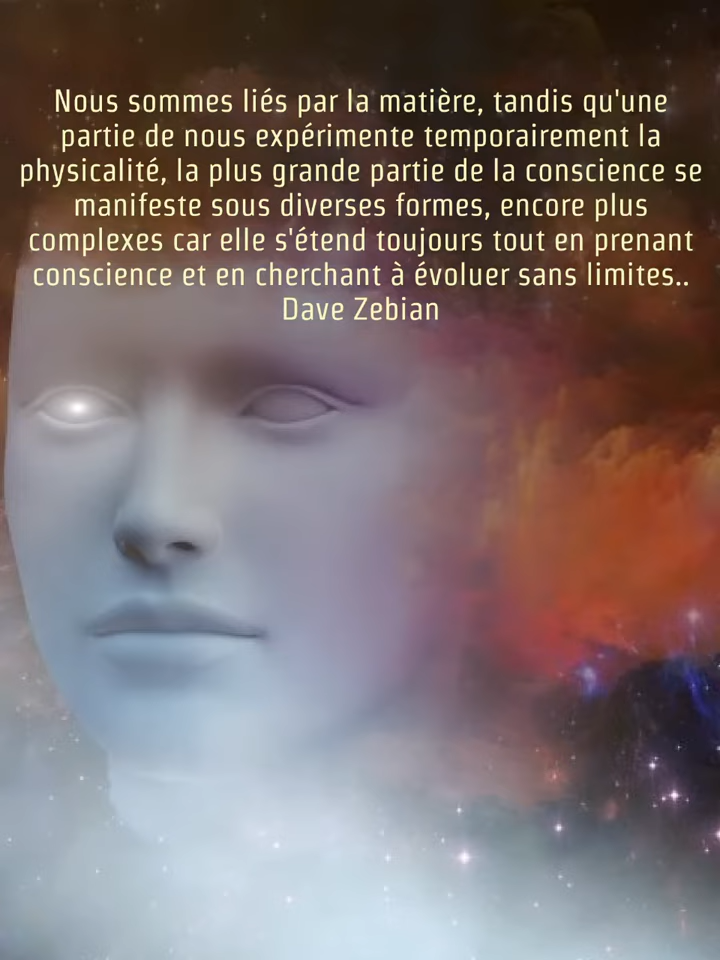 Nous sommes liés par la matière, tandis qu'une
partie de nous expérimente temporairement la
physicalité, la plus grande partie de la conscience se
manifeste sous diverses formes, encore plus
complexes car elle s'étend toujours tout en prenant
conscience et en cherchant à évoluer sans limites..
Dave Zebian